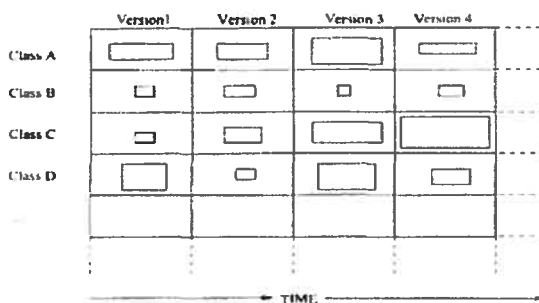 Version1 Version 2 Version 3 Version 4
Class A
Class B
Class C
Class D
TIME